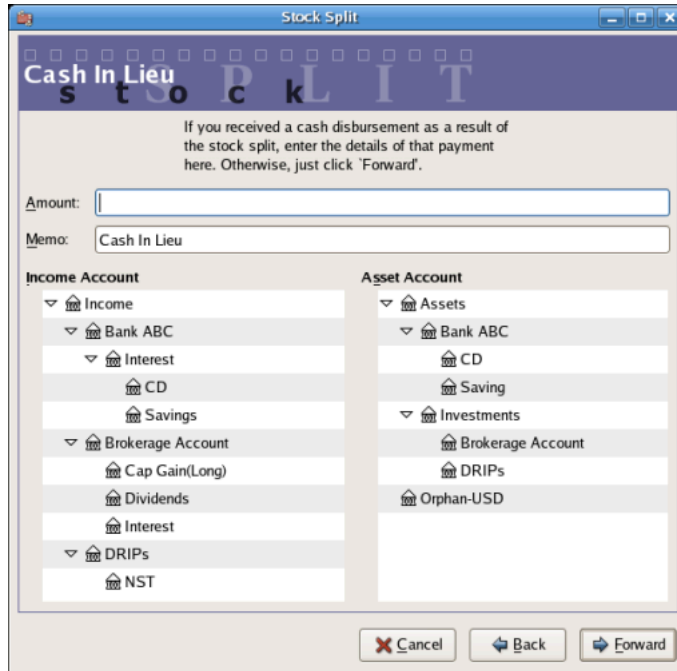 Stock Split
Cash In Lieu
stock SPLIT
If you received a cash disbursement as a result of
the stock split, enter the details of that payment
here. Otherwise, just click `Forward'.
Amount:
Memo: Cash In Lieu
Income Account
Income
Bank ABC
Interest
CD
Savings
Brokerage Account
Cap Gain(Long)
Dividends
Interest
DRIPs
NST
Asset Account
Assets
Bank ABC
CD
Saving
Investments
Brokerage Account
DRIPs
Orphan-USD
Cancel Back Forward